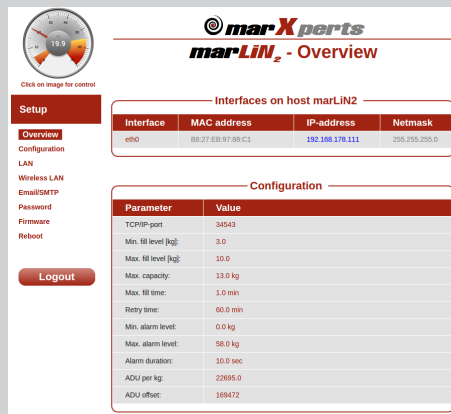 marXperts
marLiN2 - Overview
19.9
Click on image for control
Setup
Overview
Configuration
LAN
Wireless LAN
Email/SMTP
Password
Firmware
Reboot
Logout
Interfaces on host marLiN2
Interface MAC address IP-address Netmask
eth0 B8:27:EB:97:88:C1 192.168.178.111 255.255.255.0
Configuration
Parameter Value
TCP/IP-port 34543
Min. fill level [kg]: 3.0
Max. fill level [kg]: 10.0
Max. capacity: 13.0 kg
Max. fill time: 1.0 min
Retry time: 60.0 min
Min. alarm level: 0.0 kg
Max. alarm level: 58.0 kg
Alarm duration: 10.0 sec
ADU per kg: 22695.0
ADU offset: 169472